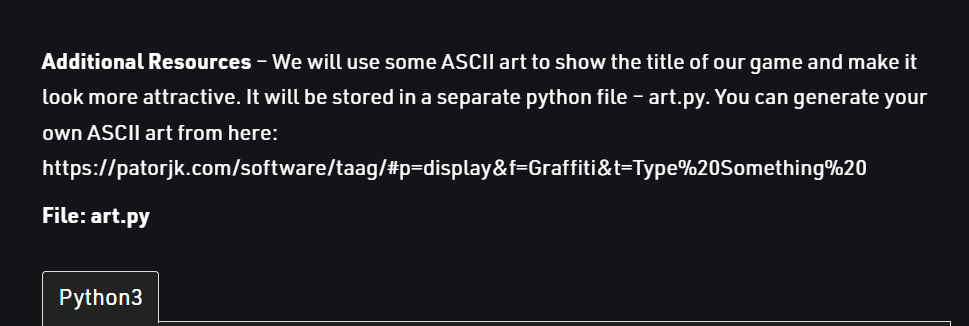 Additional Resources – We will use some ASCII art to show the title of our game and make it
look more attractive. It will be stored in a separate python file – art.py. You can generate your
own ASCII art from here:
https://patorjk.com/software/taag/#p=display&f=Graffiti&t=Type%20Something%20
File: art.py
Python3